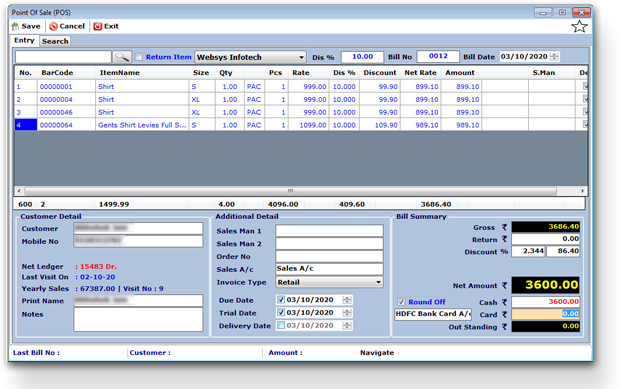 Point Of Sale (POS)
Save Cancel Exit
Entry Search
Return Item Websys Infotech Dis % 10.00 Bill No 0012 Bill Date 03/10/2020
No. BarCode ItemName Size Qty Pcs Rate Dis % Discount Net Rate Amount S.Man De
1 00000001 Shirt S 1.00 PAC 1 999.00 10.000 99.90 899.10 899.10
2 00000004 Shirt XL 1.00 PAC 1 999.00 10.000 99.90 899.10 899.10
3 00000046 Shirt XL 1.00 PAC 1 999.00 10.000 99.90 899.10 899.10
4 00000064 Gents Shirt Levies Full S... S 1.00 PAC 1 1099.00 10.000 109.90 989.10 989.10
600 2 1499.99 4.00 4096.00 409.60 3686.40
Customer Detail
Customer
Mobile No
Net Ledger : 15483 Dr.
Last Visit On : 02-10-20
Yearly Sales : 67387.00 | Visit No : 9
Print Name
Notes
Additional Detail
Sales Man 1
Sales Man 2
Order No
Sales A/c Sales A/c
Invoice Type Retail
Due Date 03/10/2020
Trial Date 03/10/2020
Delivery Date 03/10/2020
Bill Summary
Gross ₹ 3686.40
Return ₹ 0.00
Discount % 2.344 86.40
Net Amount ₹ 3600.00
Round Off Cash ₹ 3600.00
HDFC Bank Card A/c Card ₹ 0.00
Out Standing ₹ 0.00
Last Bill No : Customer : Amount : Navigate